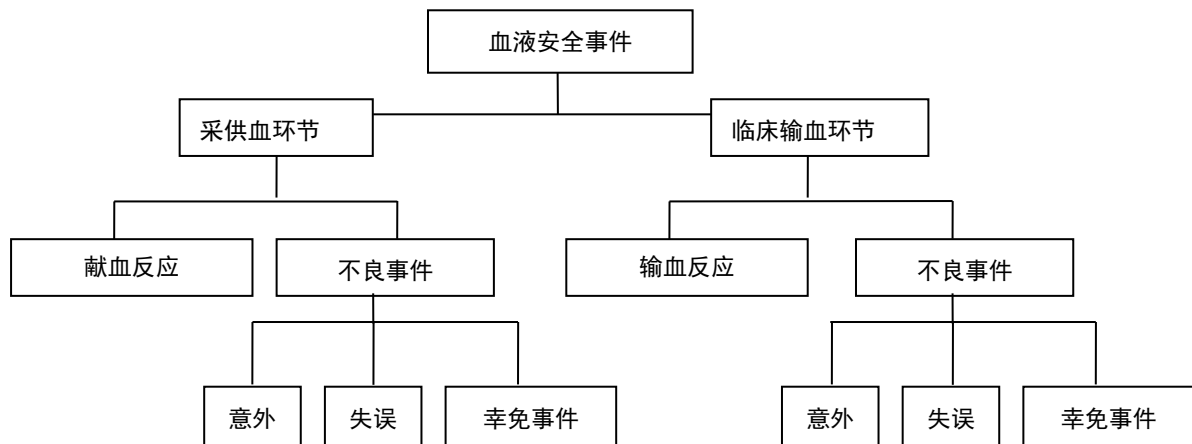 血液安全事件
采供血环节
临床输血环节
献血反应
不良事件
输血反应
不良事件
意外
失误
幸免事件
意外
失误
幸免事件